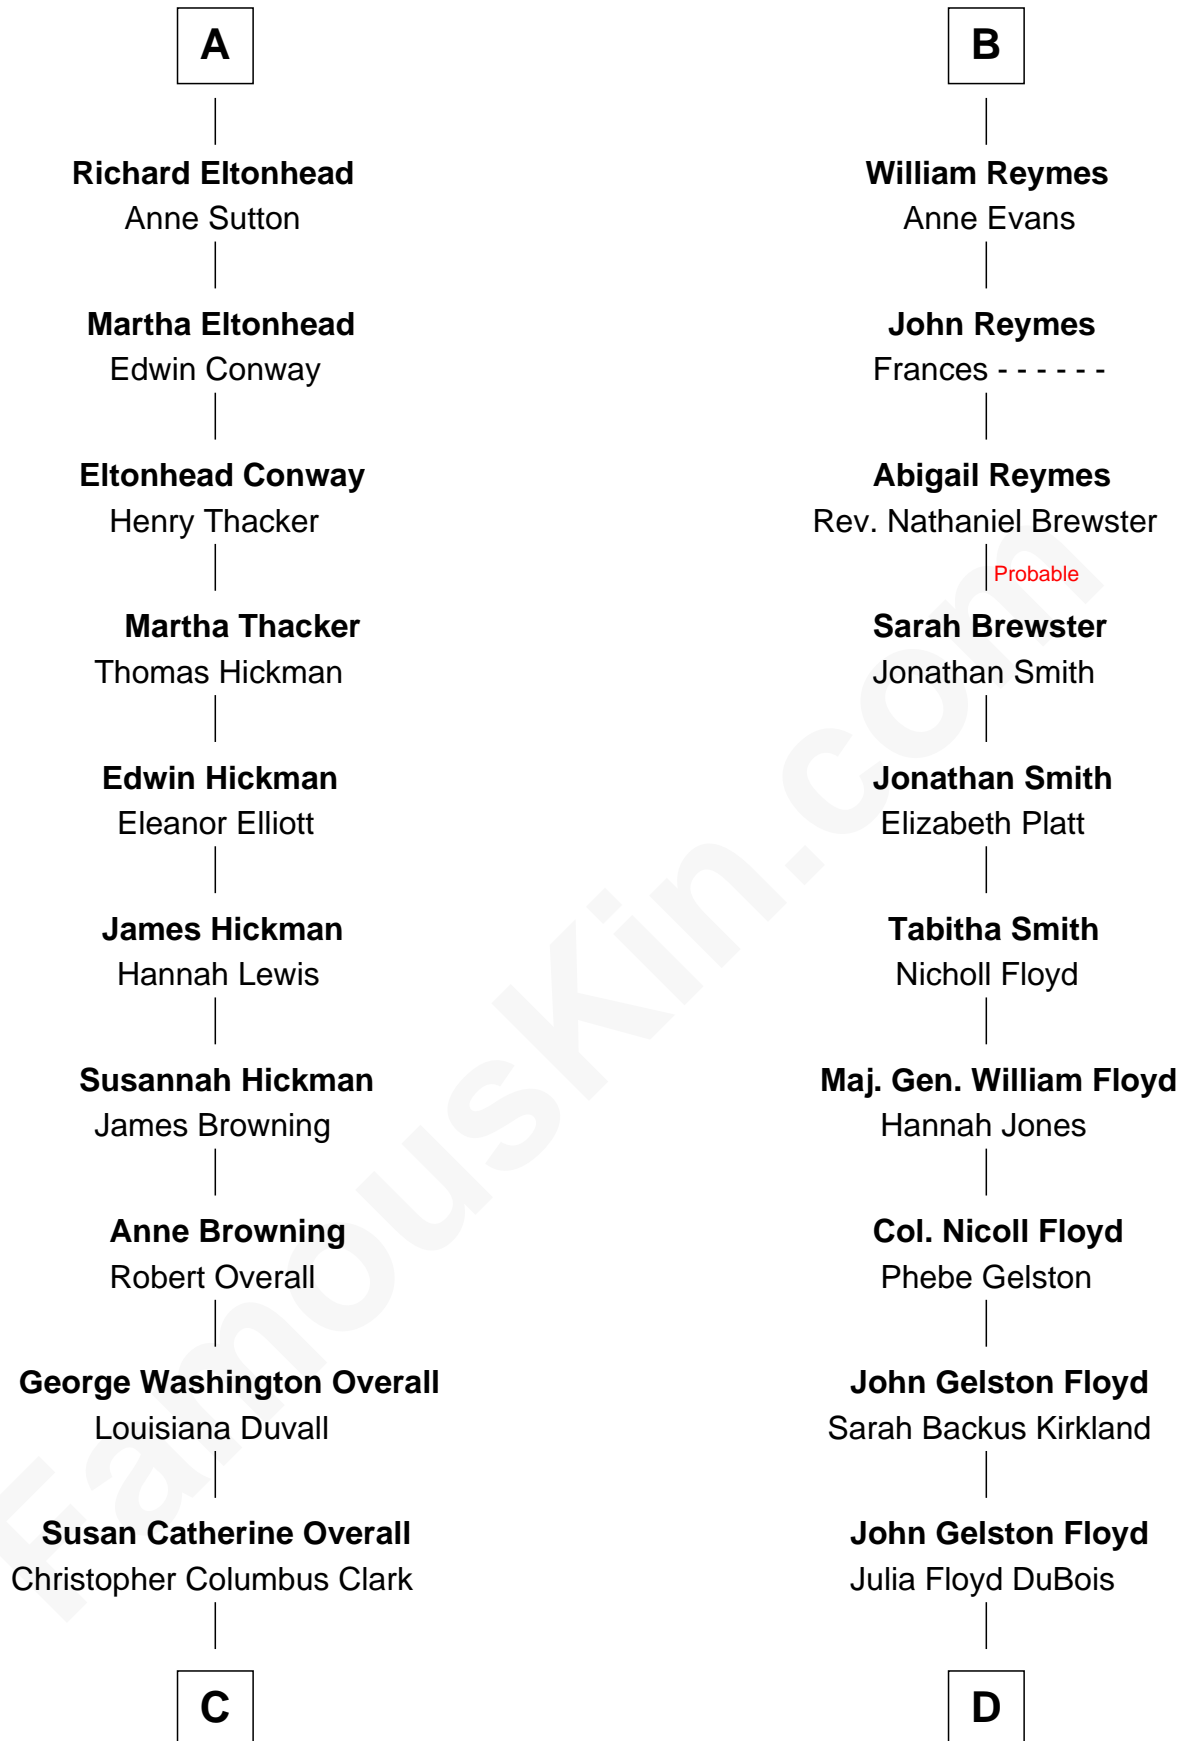 A
Richard Eltonhead
Anne Sutton
Martha Eltonhead
Edwin Conway
Eltonhead Conway
Henry Thacker
Martha Thacker
Thomas Hickman
Edwin Hickman
Eleanor Elliott
James Hickman
Hannah Lewis
Susannah Hickman
James Browning
Anne Browning
Robert Overall
George Washington Overall
Louisiana Duvall
Susan Catherine Overall
Christopher Columbus Clark
C
B
William Reymes
Anne Evans
John Reymes
Frances - - - - - -
Abigail Reymes
Rev. Nathaniel Brewster
Probable
Sarah Brewster
Jonathan Smith
Jonathan Smith
Elizabeth Platt
Tabitha Smith
Nicholl Floyd
Maj. Gen. William Floyd
Hannah Jones
Col. Nicoll Floyd
Phebe Gelston
John Gelston Floyd
Sarah Backus Kirkland
John Gelston Floyd
Julia Floyd DuBois
D
FamousKin.com